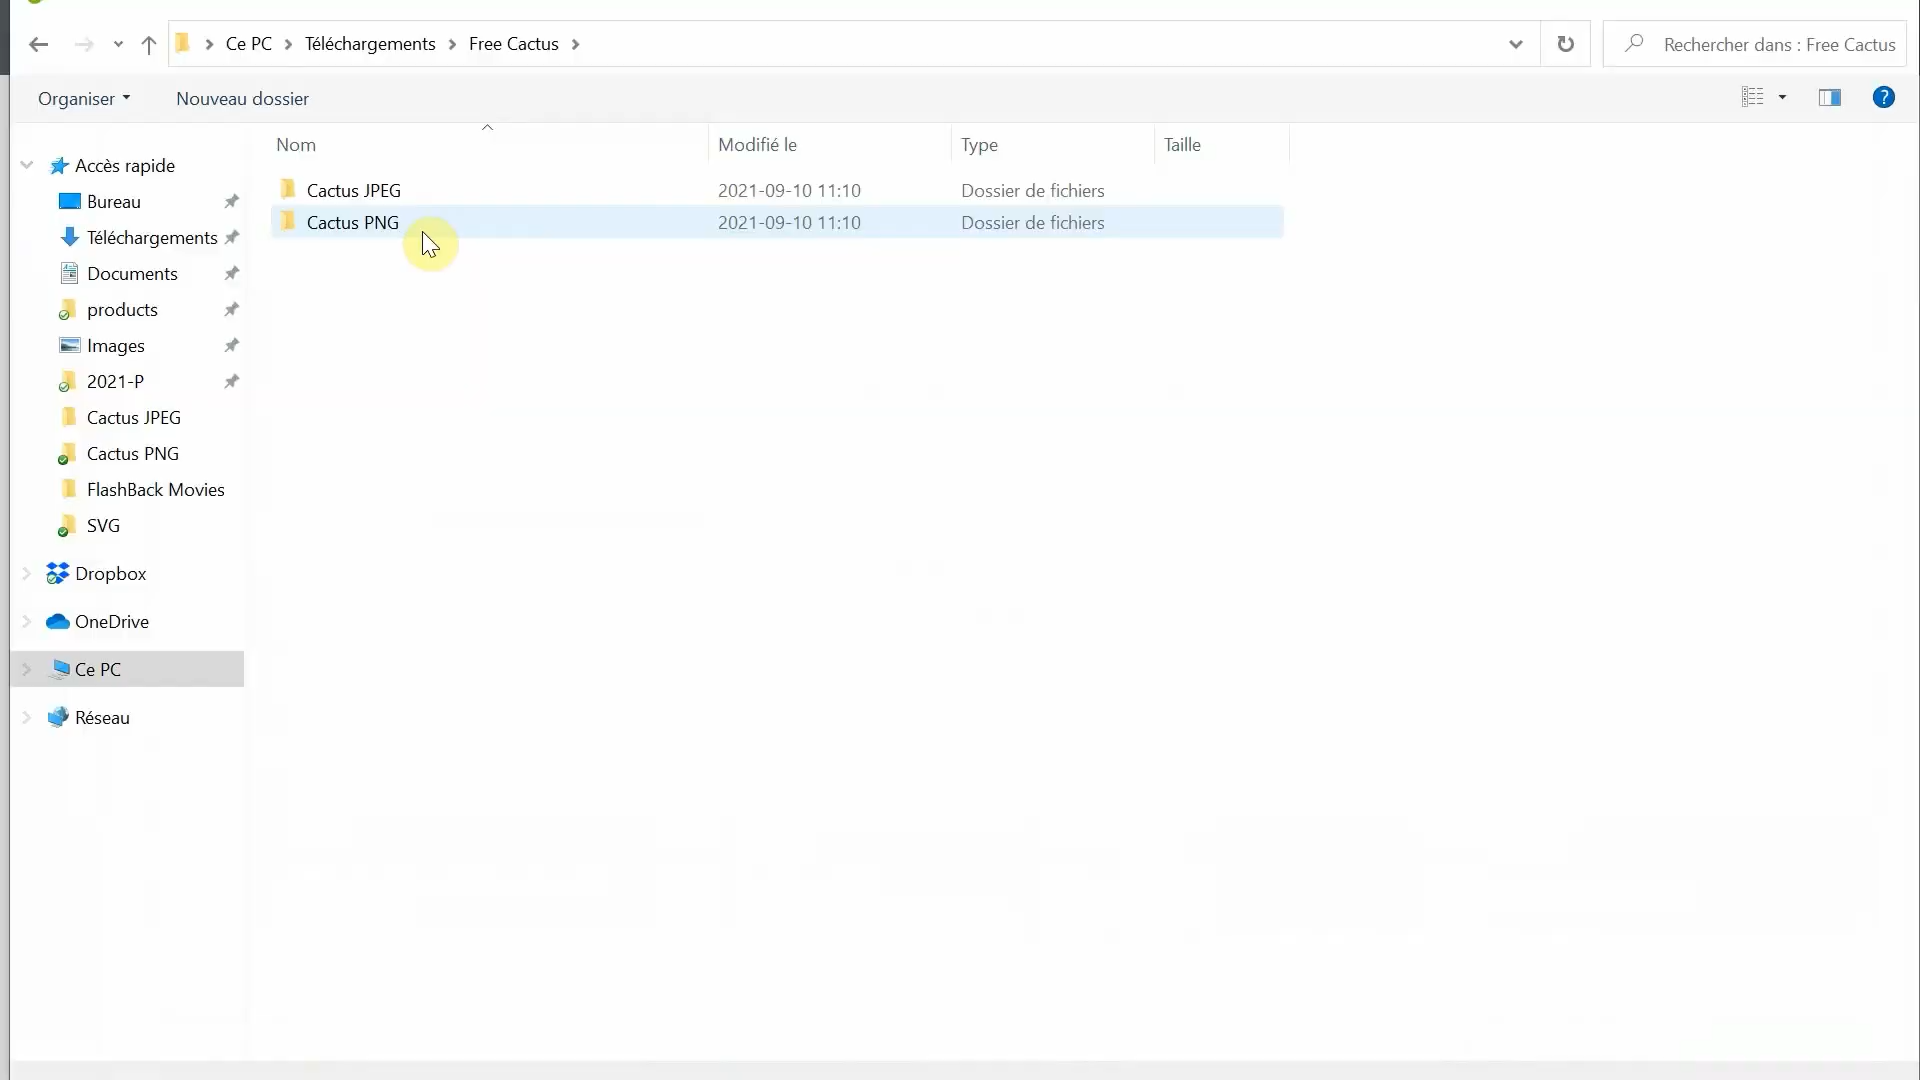 Ce PC Téléchargements Free Cactus
Rechercher dans : Free Cactus
Organiser Nouveau dossier
?
Nom Modifié le Type Taille
Cactus JPEG 2021-09-10 11:10 Dossier de fichiers
Cactus PNG 2021-09-10 11:10 Dossier de fichiers
Accès rapide
Bureau
Téléchargements
Documents
products
Images
2021-P
Cactus JPEG
Cactus PNG
FlashBack Movies
SVG
Dropbox
OneDrive
Ce PC
Réseau